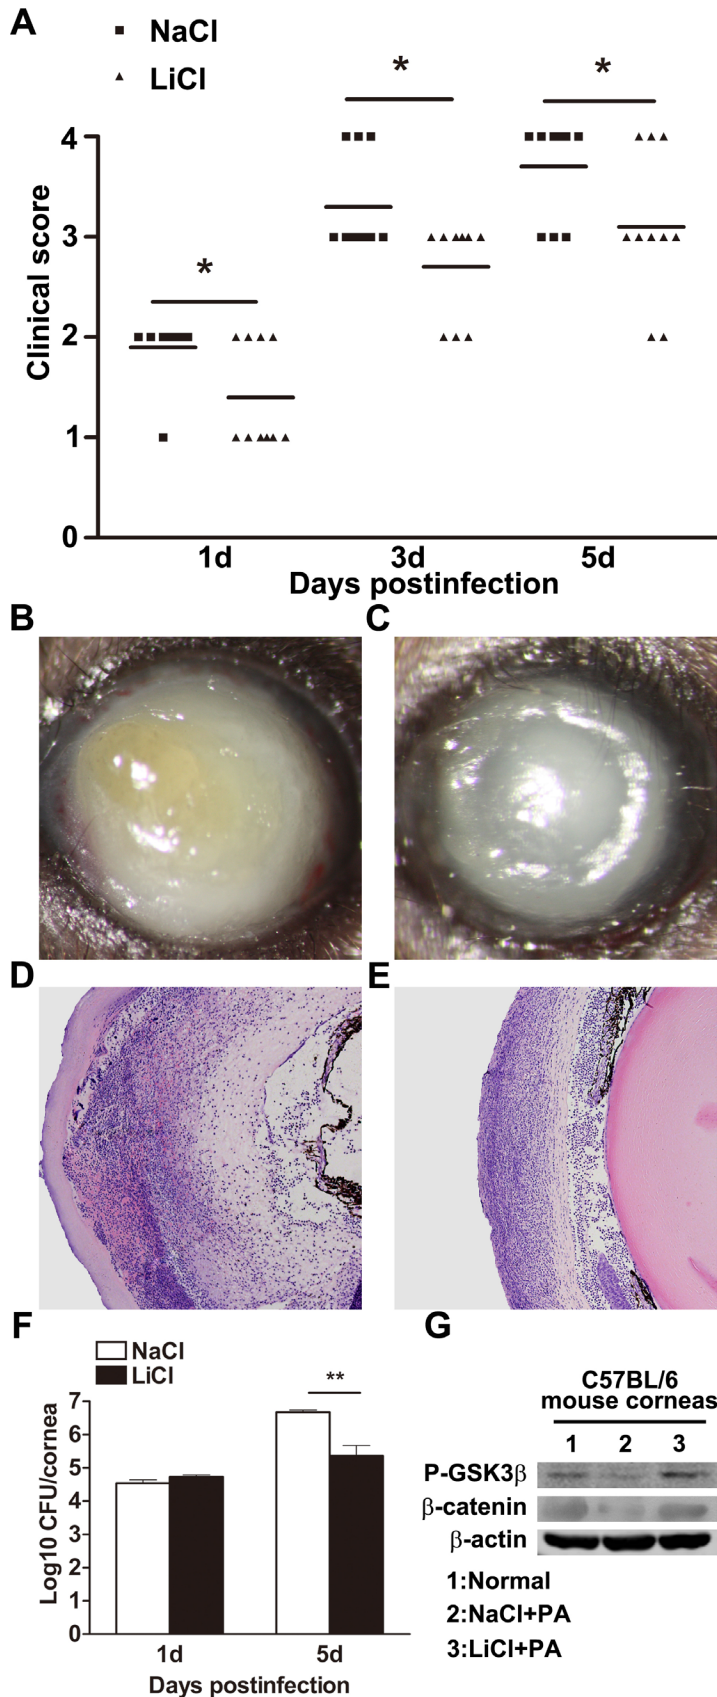 A
NaCl
LiCl
* *
4
3
*
2
1
0
Clinical score
1d 3d 5d
Days postinfection
B C
D E
F G
NaCl
LiCl
**
7
6
5
4
3
2
1
0
Log10 CFU/cornea
1d 5d
Days postinfection
C57BL/6
mouse corneas
1 2 3
P-GSK3β
β-catenin
β-actin
1:Normal
2:NaCl+PA
3:LiCl+PA